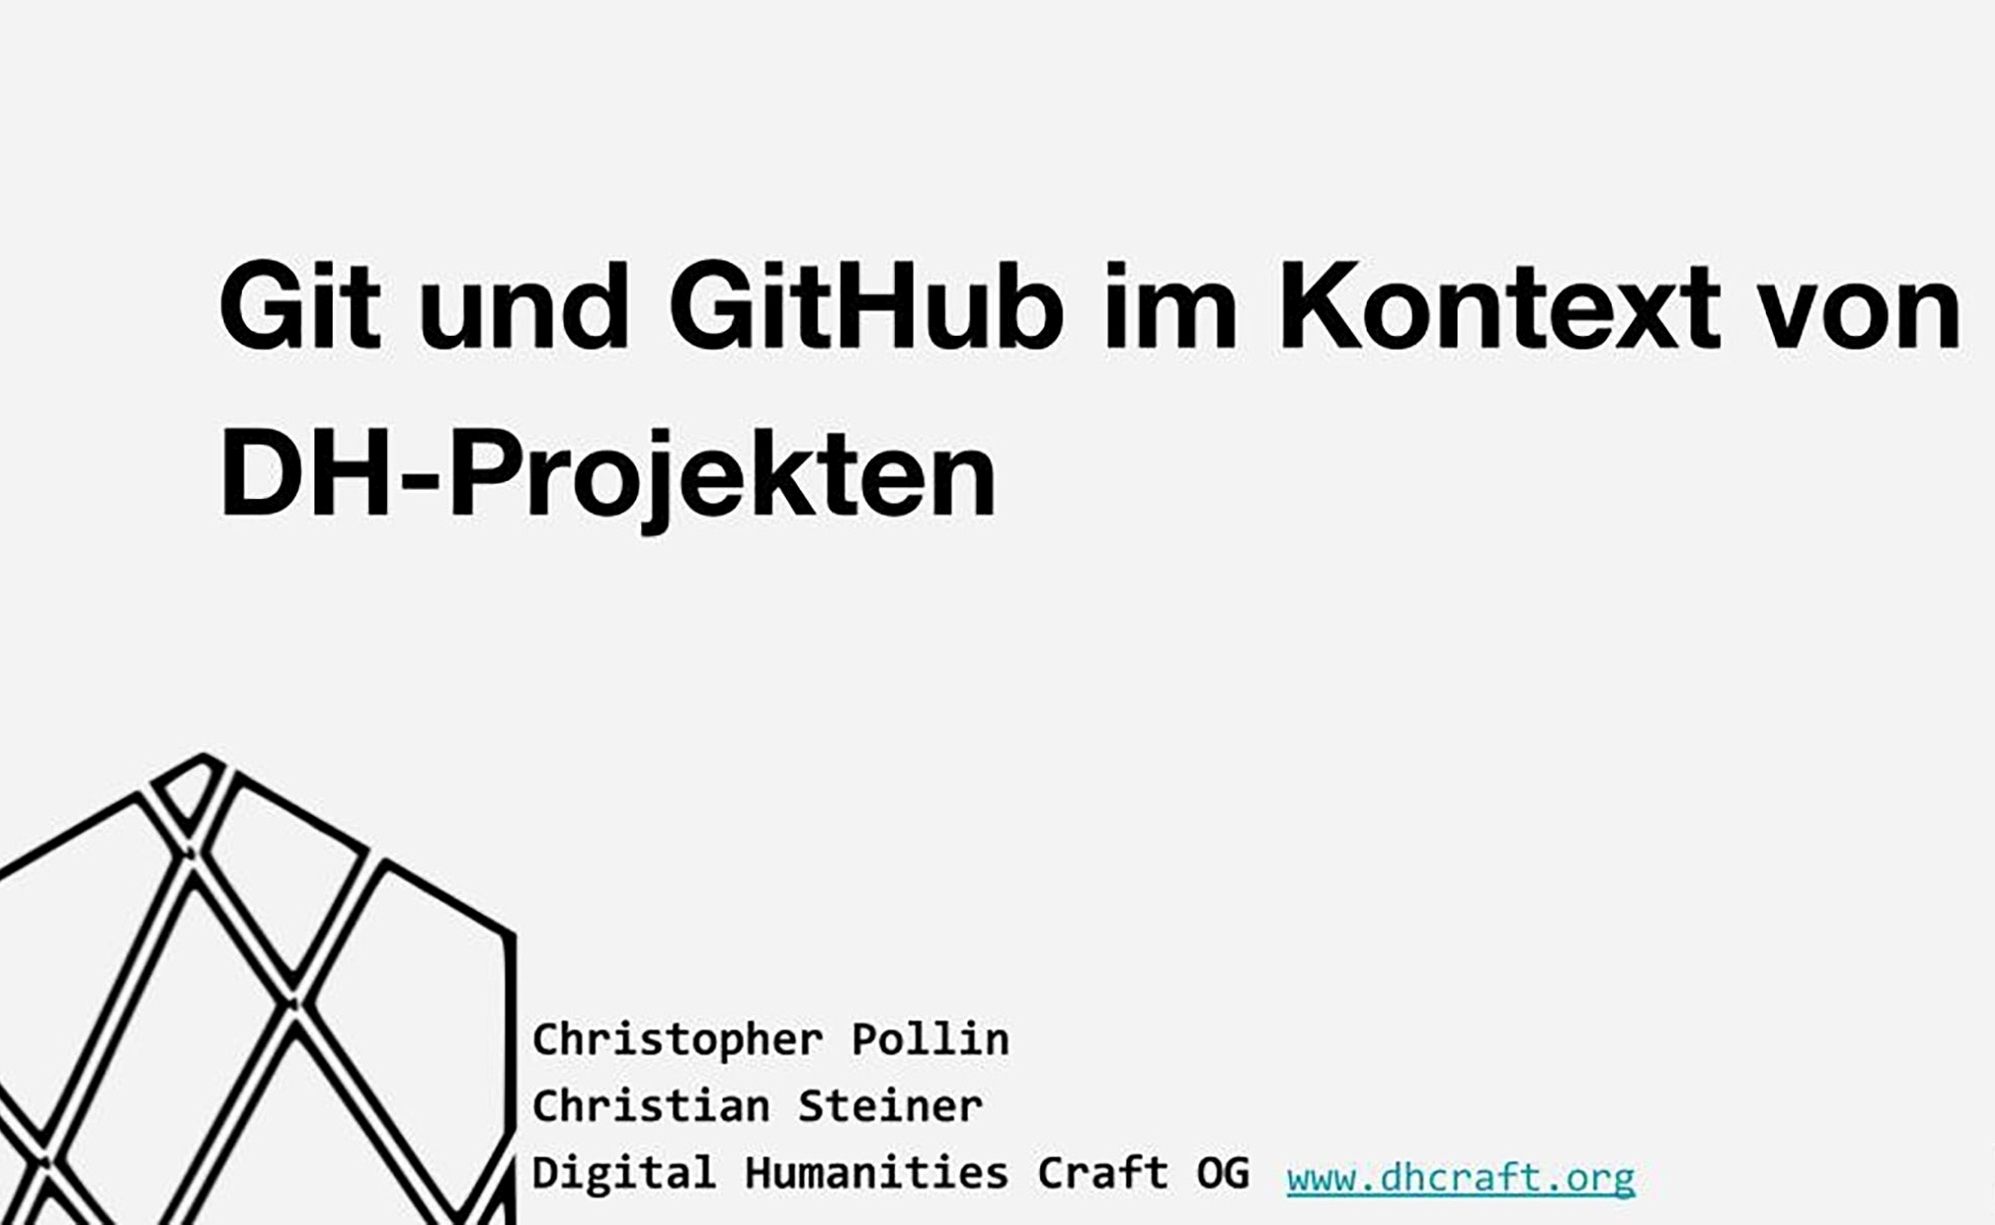 Git und GitHub im Kontext von
DH-Projekten
Christopher Pollin
Christian Steiner
Digital Humanities Craft OG www.dhcraft.org